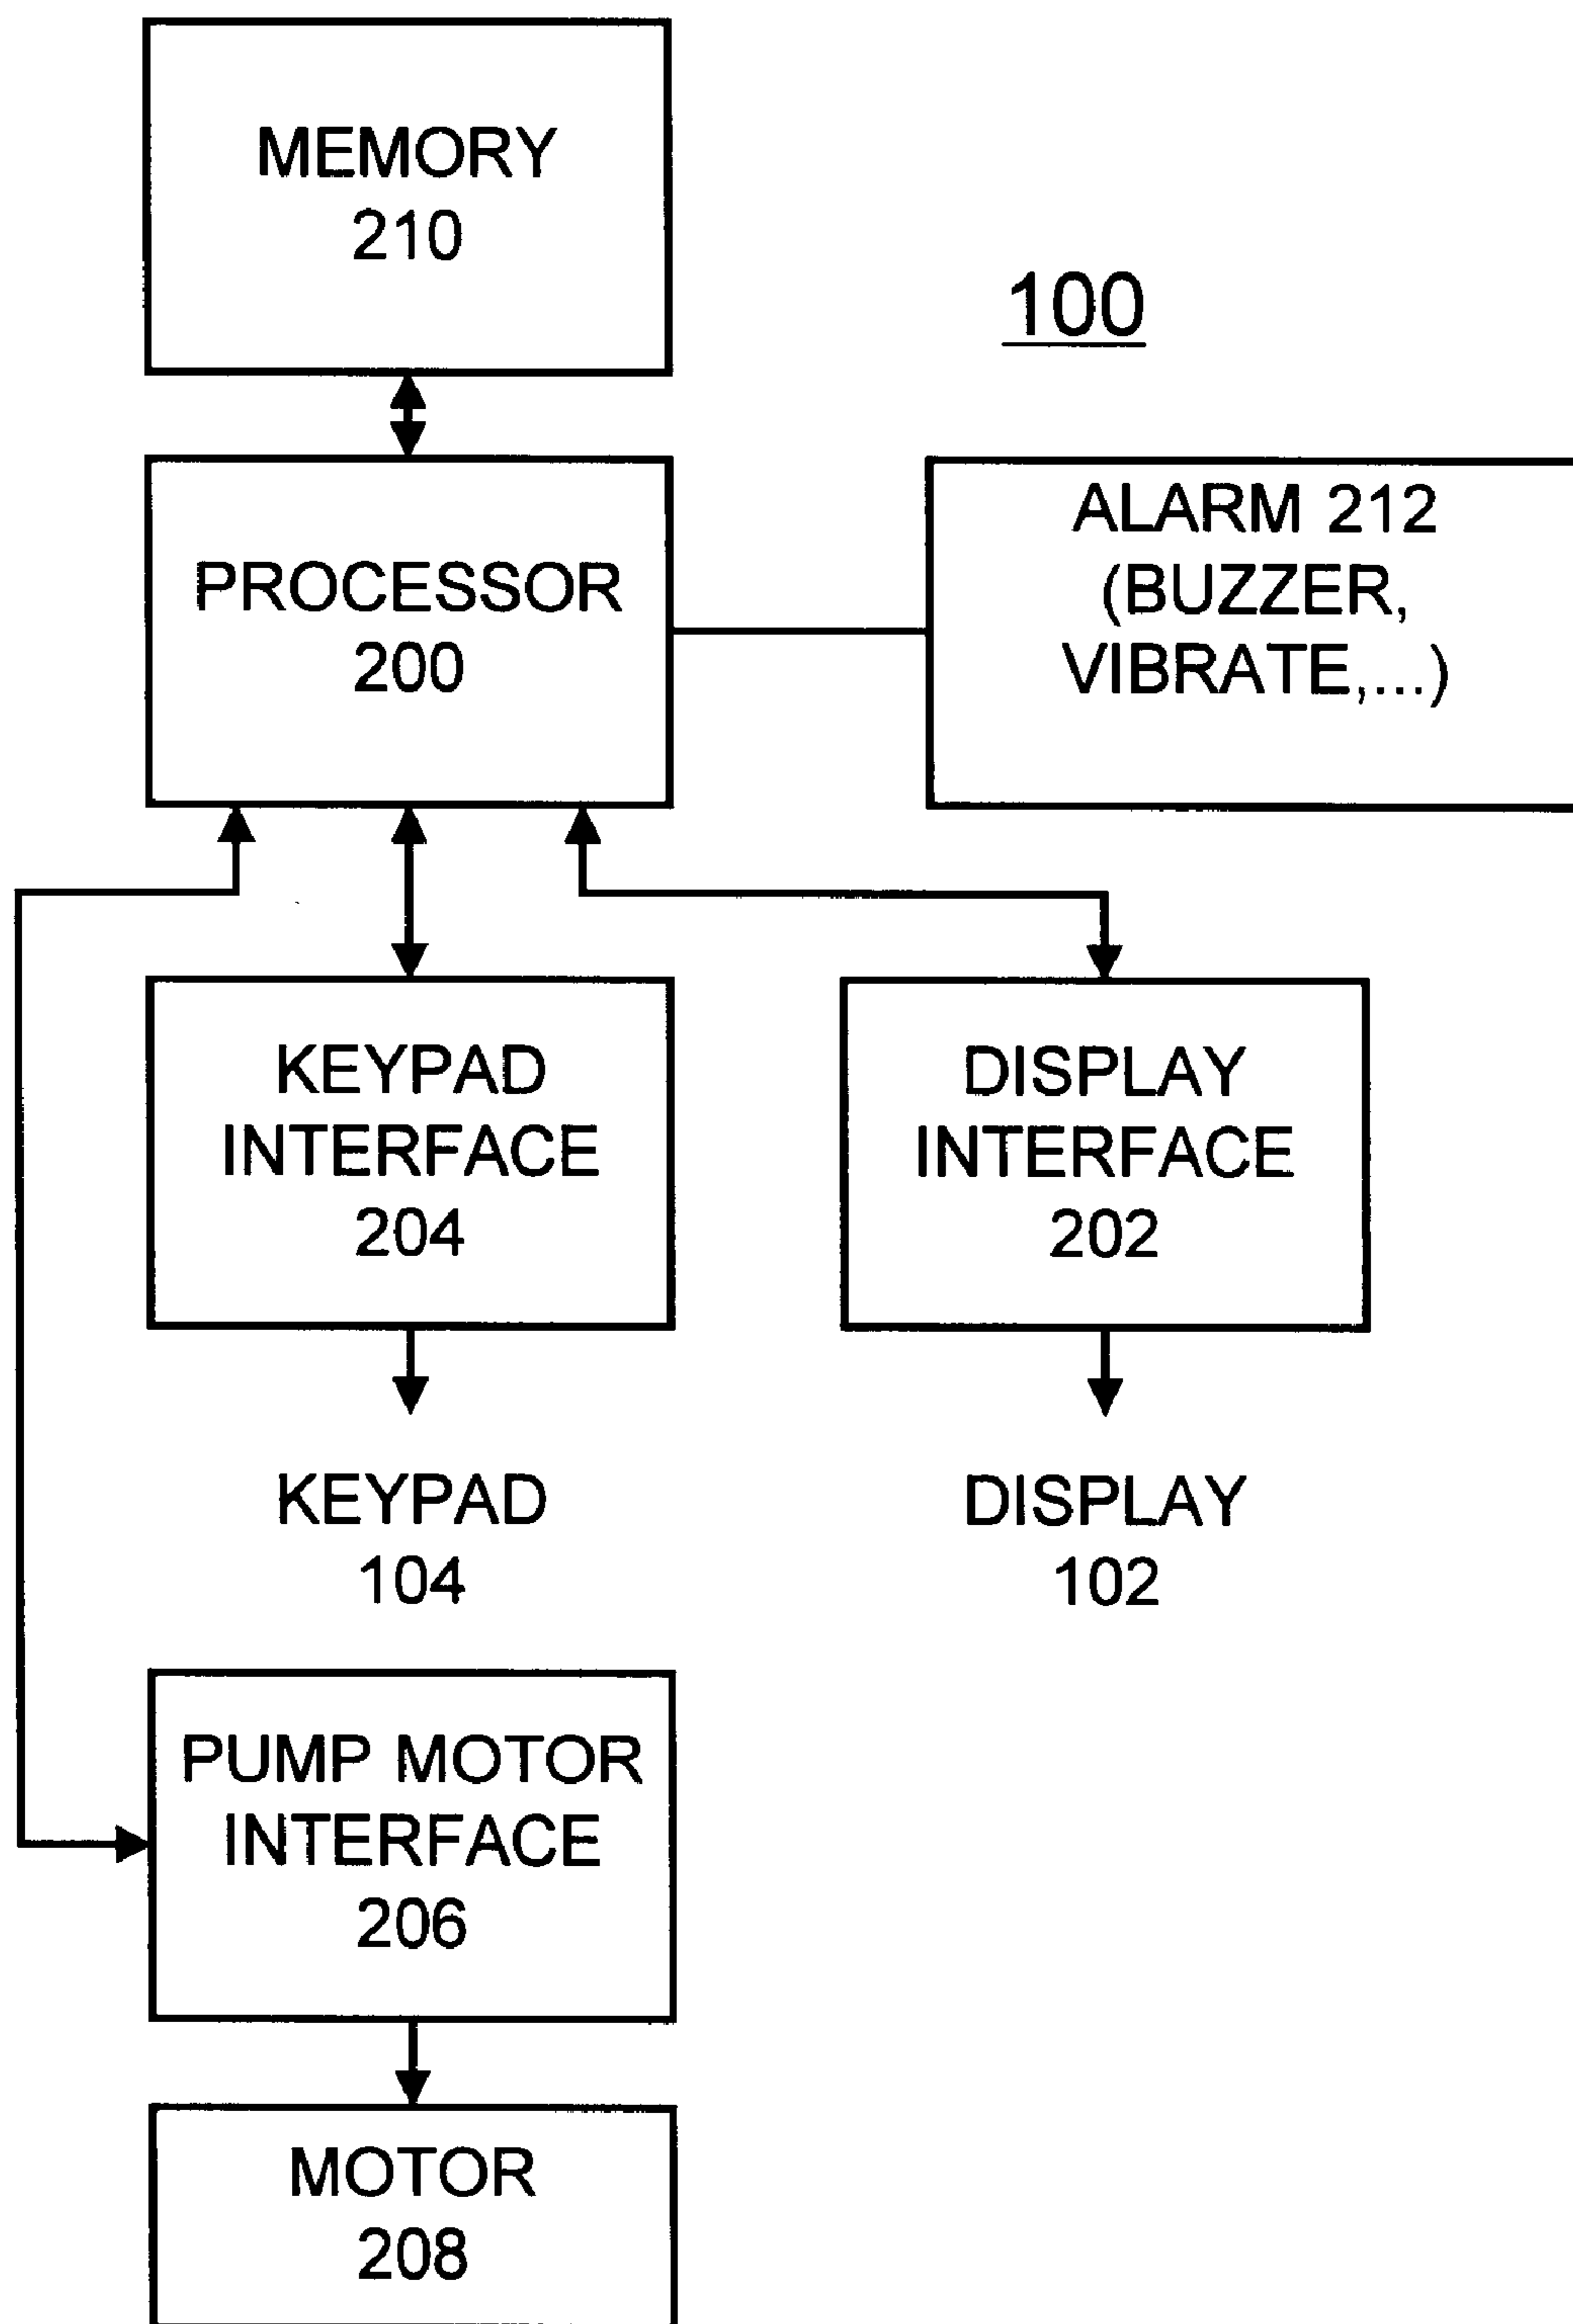 MEMORY
210
100
PROCESSOR
200
ALARM 212
(BUZZER,
VIBRATE,...)
KEYPAD
INTERFACE
204
DISPLAY
INTERFACE
202
KEYPAD
104
DISPLAY
102
PUMP MOTOR
INTERFACE
206
MOTOR
208